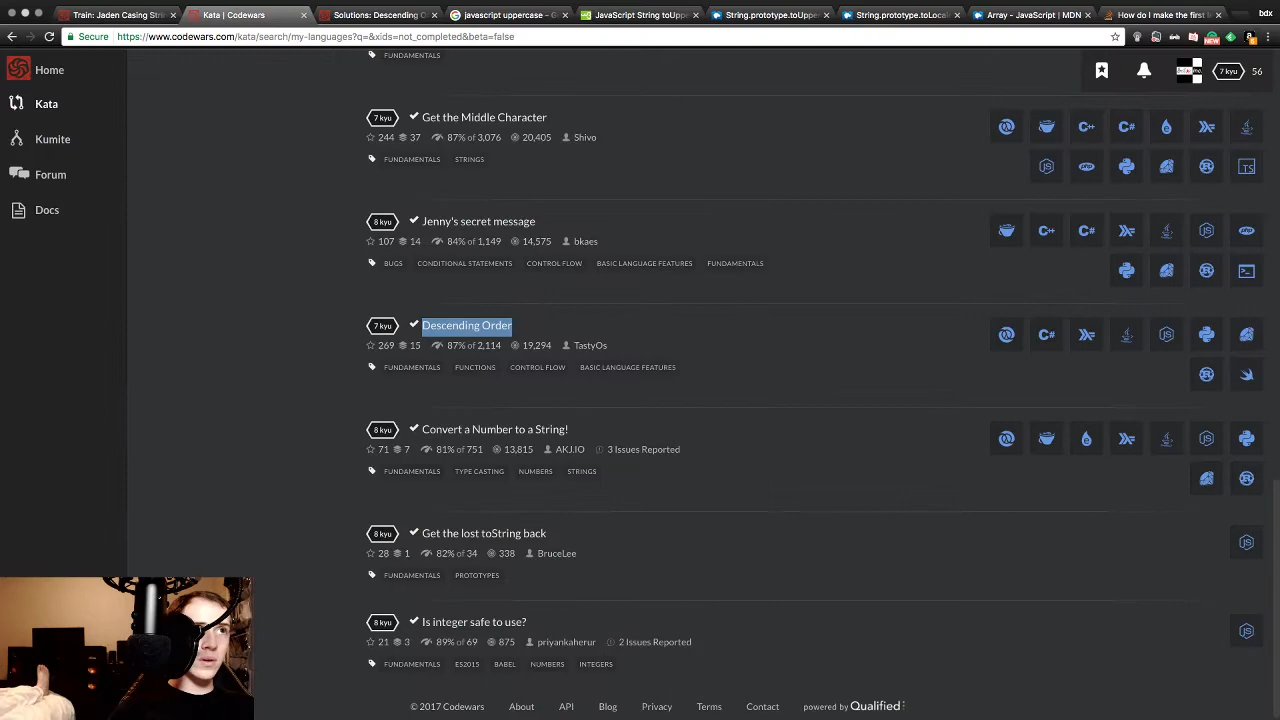 Train: Jaden Casing Strin
Kata | Codewars
Solutions: Descending O
javascript uppercase - G
JavaScript String toUppe
String.prototype.toUppe
String.prototype.toLocal
Array - JavaScript | MDN
How do I make the first l
bdx
Secure https://www.codewars.com/kata/search/my-languages?q=&xids=not_completed&beta=false
Home
Kata
Kumite
Forum
Docs
7 kyu 56
FUNDAMENTALS
7 kyu Get the Middle Character
244 37 87% of 3,076 20,405 Shivo
FUNDAMENTALS STRINGS
8 kyu Jenny's secret message
107 14 84% of 1,149 14,575 bkaes
BUGS CONDITIONAL STATEMENTS CONTROL FLOW BASIC LANGUAGE FEATURES FUNDAMENTALS
7 kyu Descending Order
269 15 87% of 2,114 19,294 TastyOs
FUNDAMENTALS FUNCTIONS CONTROL FLOW BASIC LANGUAGE FEATURES
8 kyu Convert a Number to a String!
71 7 81% of 751 13,815 AKJ.IO 3 Issues Reported
FUNDAMENTALS TYPE CASTING NUMBERS STRINGS
8 kyu Get the lost toString back
28 1 82% of 34 338 BruceLee
FUNDAMENTALS PROTOTYPES
8 kyu Is integer safe to use?
21 3 89% of 69 875 priyankaherur 2 Issues Reported
FUNDAMENTALS ES2015 BABEL NUMBERS INTEGERS
C++ C# php JS TS
© 2017 Codewars About API Blog Privacy Terms Contact powered by Qualified